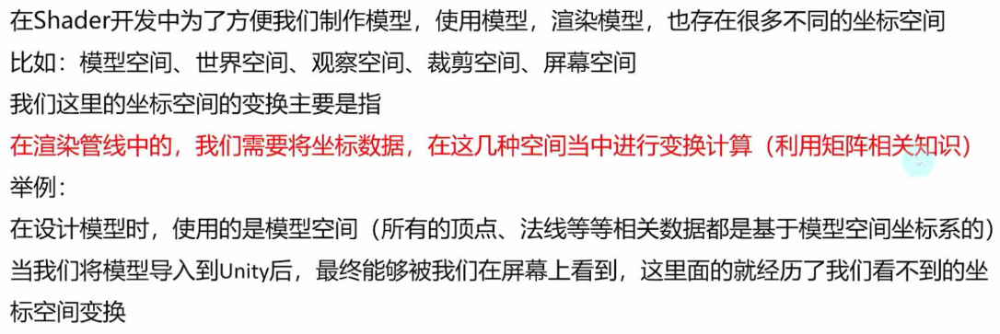 在Shader开发中为了方便我们制作模型，使用模型，渲染模型，也存在很多不同的坐标空间
比如：模型空间、世界空间、观察空间、裁剪空间、屏幕空间
我们这里的坐标空间的变换主要是指
在渲染管线中的，我们需要将坐标数据，在这几种空间当中进行变换计算（利用矩阵相关知识）
举例：
在设计模型时，使用的是模型空间（所有的顶点、法线等等相关数据都是基于模型空间坐标系的）
当我们将模型导入到Unity后，最终能够被我们在屏幕上看到，这里面的就经历了我们看不到的坐
标空间变换